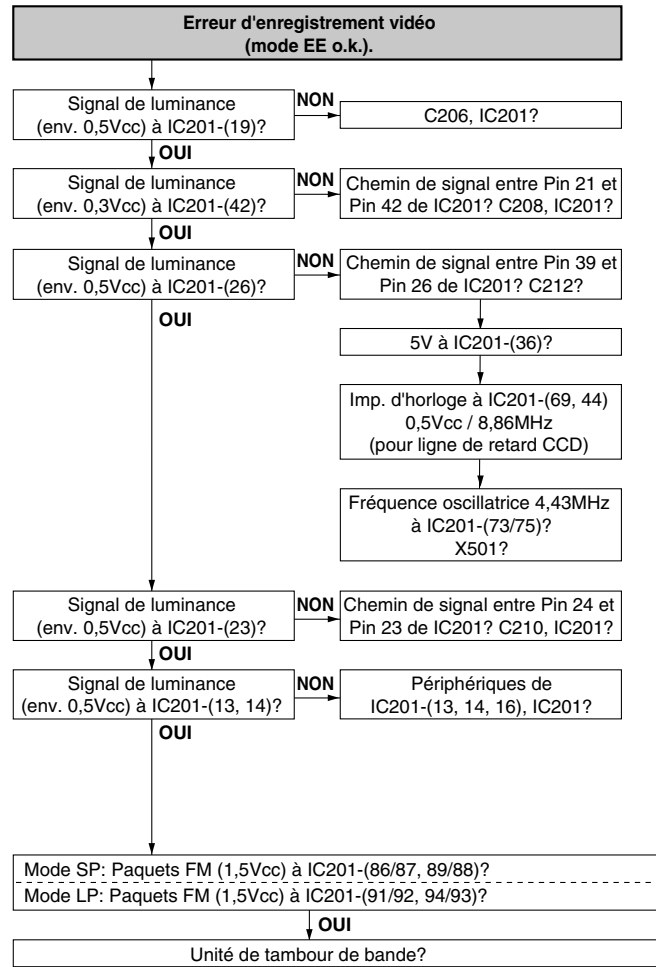 Erreur d'enregistrement vidéo
(mode EE o.k.).
Signal de luminance
(env. 0,5Vcc) à IC201-(19)?
NON
C206, IC201?
OUI
Signal de luminance
(env. 0,3Vcc) à IC201-(42)?
NON
Chemin de signal entre Pin 21 et
Pin 42 de IC201? C208, IC201?
OUI
Signal de luminance
(env. 0,5Vcc) à IC201-(26)?
NON
Chemin de signal entre Pin 39 et
Pin 26 de IC201? C212?
OUI
5V à IC201-(36)?
Imp. d'horloge à IC201-(69, 44)
0,5Vcc / 8,86MHz
(pour ligne de retard CCD)
Fréquence oscillatrice 4,43MHz
à IC201-(73/75)?
X501?
Signal de luminance
(env. 0,5Vcc) à IC201-(23)?
NON
Chemin de signal entre Pin 24 et
Pin 23 de IC201? C210, IC201?
OUI
Signal de luminance
(env. 0,5Vcc) à IC201-(13, 14)?
NON
Périphériques de
IC201-(13, 14, 16), IC201?
OUI
Mode SP: Paquets FM (1,5Vcc) à IC201-(86/87, 89/88)?
Mode LP: Paquets FM (1,5Vcc) à IC201-(91/92, 94/93)?
OUI
Unité de tambour de bande?